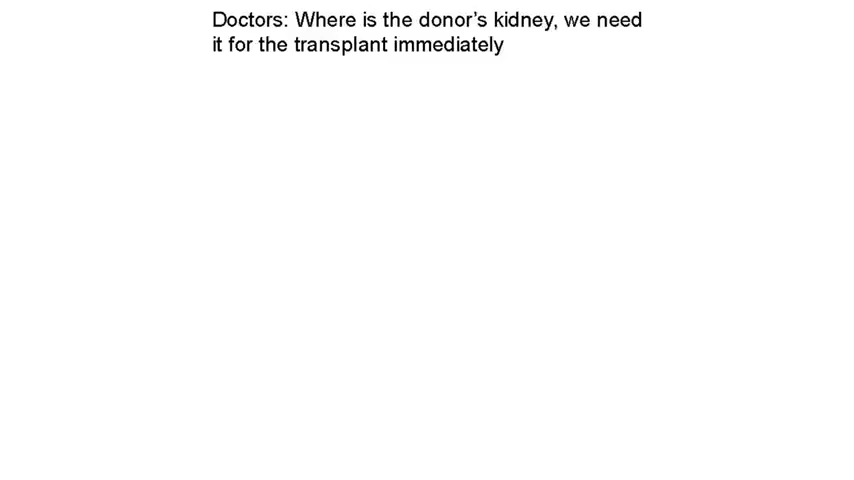 Doctors: Where is the donor’s kidney, we need
it for the transplant immediately